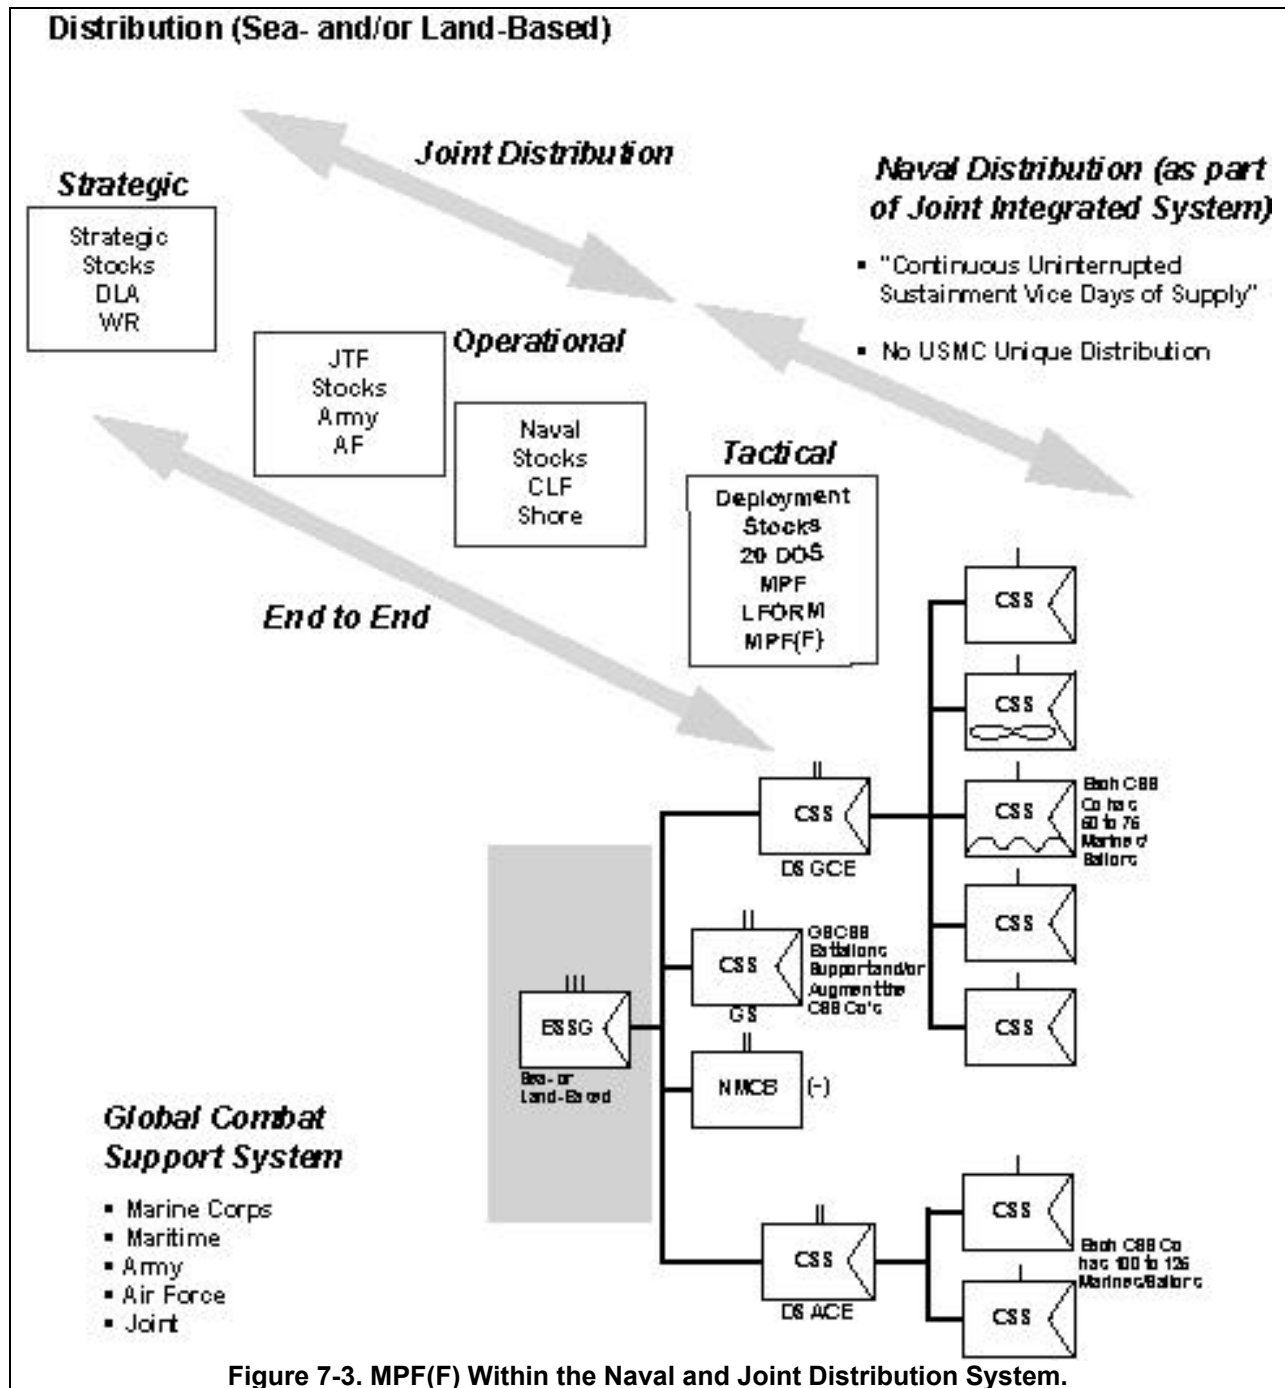 Distribution (Sea- and/or Land-Based)
Joint Distribution
Strategic
Strategic
Stocks
DLA
WR
Naval Distribution (as part
of Joint Integrated System)
▪ "Continuous Uninterrupted
Sustainment Vice Days of Supply"
▪ No USMC Unique Distribution
Operational
JTF
Stocks
Army
AF
Naval
Stocks
CLF
Shore
Tactical
Deployment
Stocks
20 DOS
MPF
LFORM
MPF(F)
End to End
CSS
CSS
CSS
Each CSS
Co has
60 to 75
Marines/
Sailors
CSS
CSS
CSS
DS GCE
CSS
GS
GS CSS
Battalions
Support and/or
Augment the
CSS Co's
ESSG
Sea- or
Land-Based
NMCB
(-)
CSS
DS ACE
CSS
CSS
Each CSS Co
has 100 to 125
Marines/Sailors
Global Combat
Support System
▪ Marine Corps
▪ Maritime
▪ Army
▪ Air Force
▪ Joint
Figure 7-3. MPF(F) Within the Naval and Joint Distribution System.